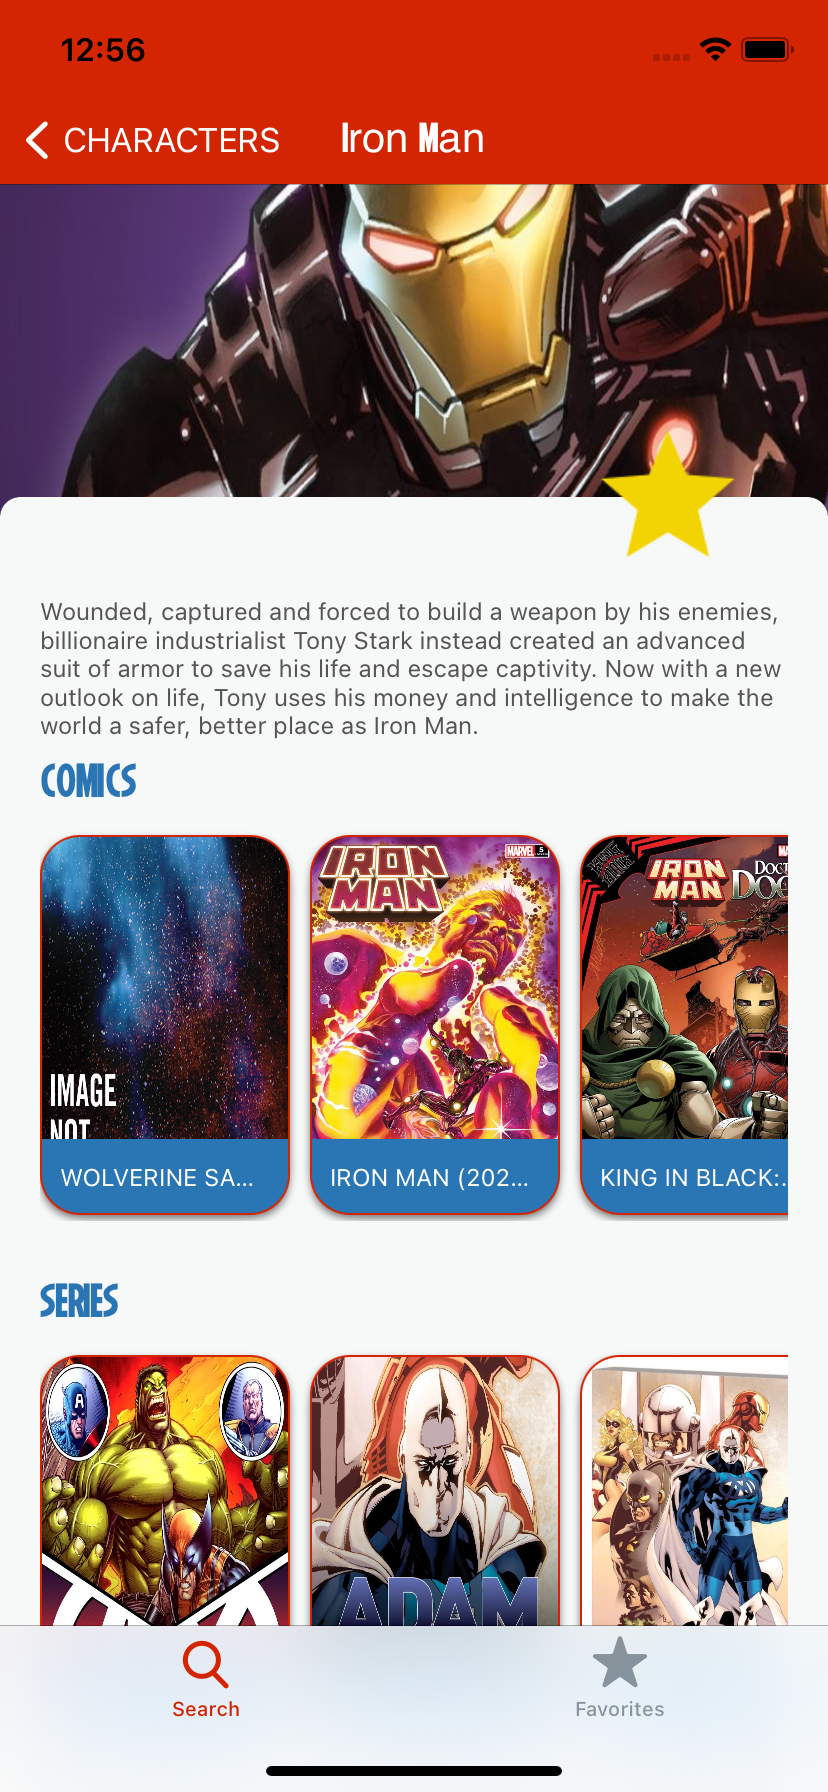 12:56
CHARACTERS
Iron Man
Wounded, captured and forced to build a weapon by his enemies,
billionaire industrialist Tony Stark instead created an advanced
suit of armor to save his life and escape captivity. Now with a new
outlook on life, Tony uses his money and intelligence to make the
world a safer, better place as Iron Man.
COMICS
IMAGE
NOT
IRON
MAN
MARVEL 5
IRON
MAN
WOLVERINE SA...
IRON MAN (202...
KING IN BLACK:...
SERIES
A
ADAM
Search
Favorites